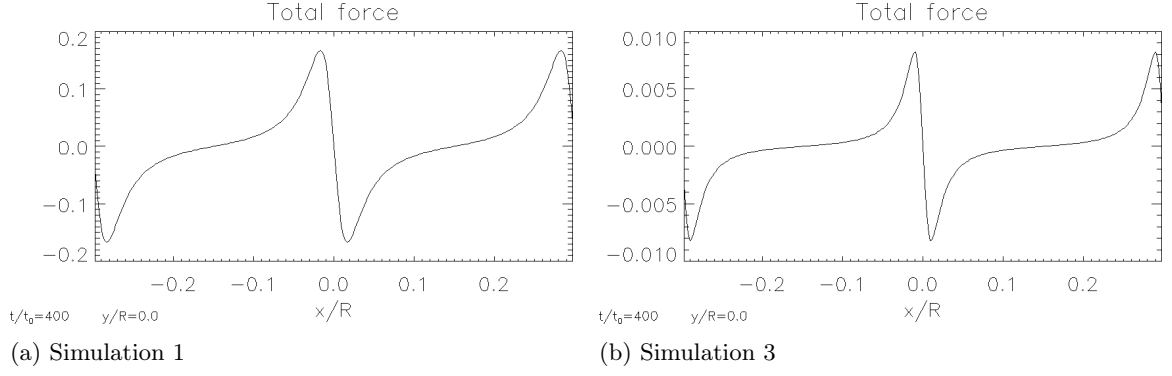 Total force
0.2
0.1
0.0
−0.1
−0.2
−0.2 −0.1 0.0 0.1 0.2
x/R
t/t₀=400 y/R=0.0
(a) Simulation 1
Total force
0.010
0.005
0.000
−0.005
−0.010
−0.2 −0.1 0.0 0.1 0.2
x/R
t/t₀=400 y/R=0.0
(b) Simulation 3